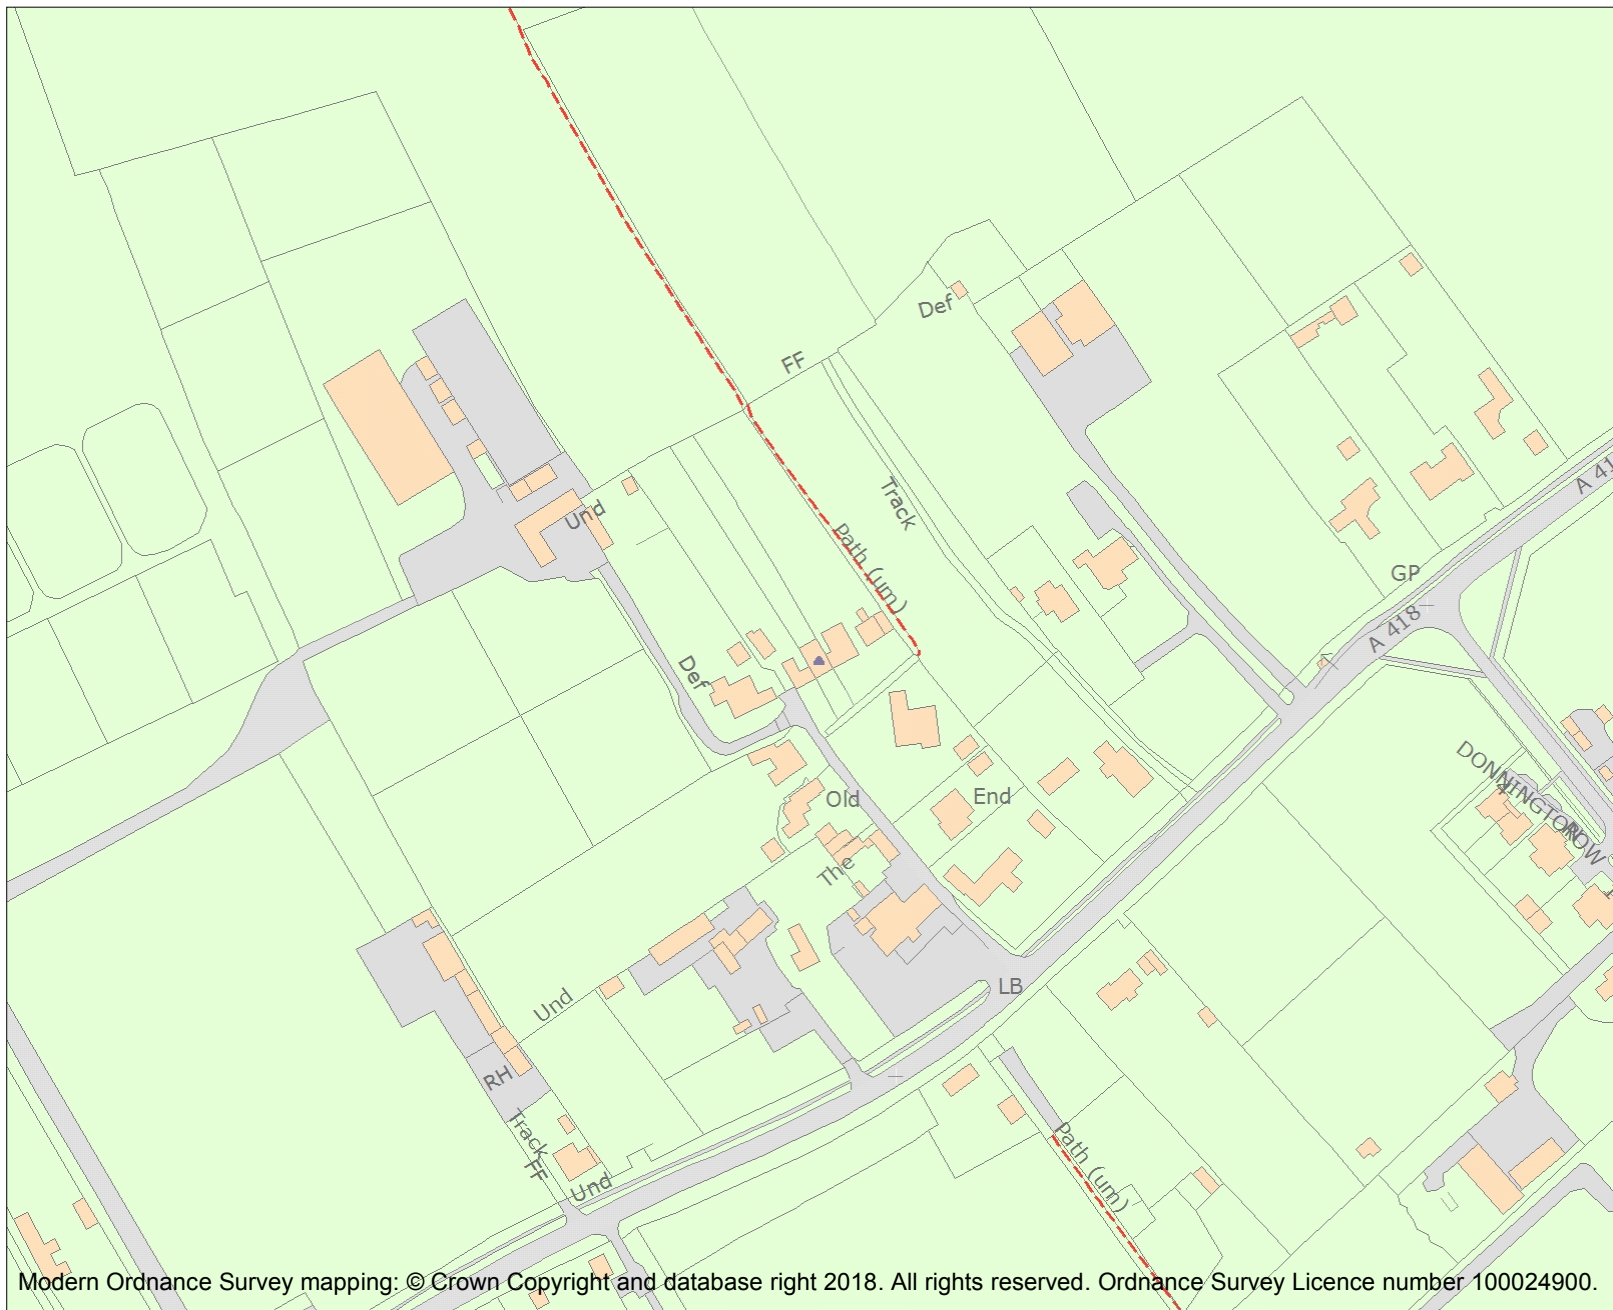 Def
FF
A 41
Track
Und
Path (um)
GP
A 418
Def
DONNINGTON
ROW
Old
End
The
LB
Und
RH
Track
FF
Path (um)
Und
Modern Ordnance Survey mapping: © Crown Copyright and database right 2018. All rights reserved. Ordnance Survey Licence number 100024900.